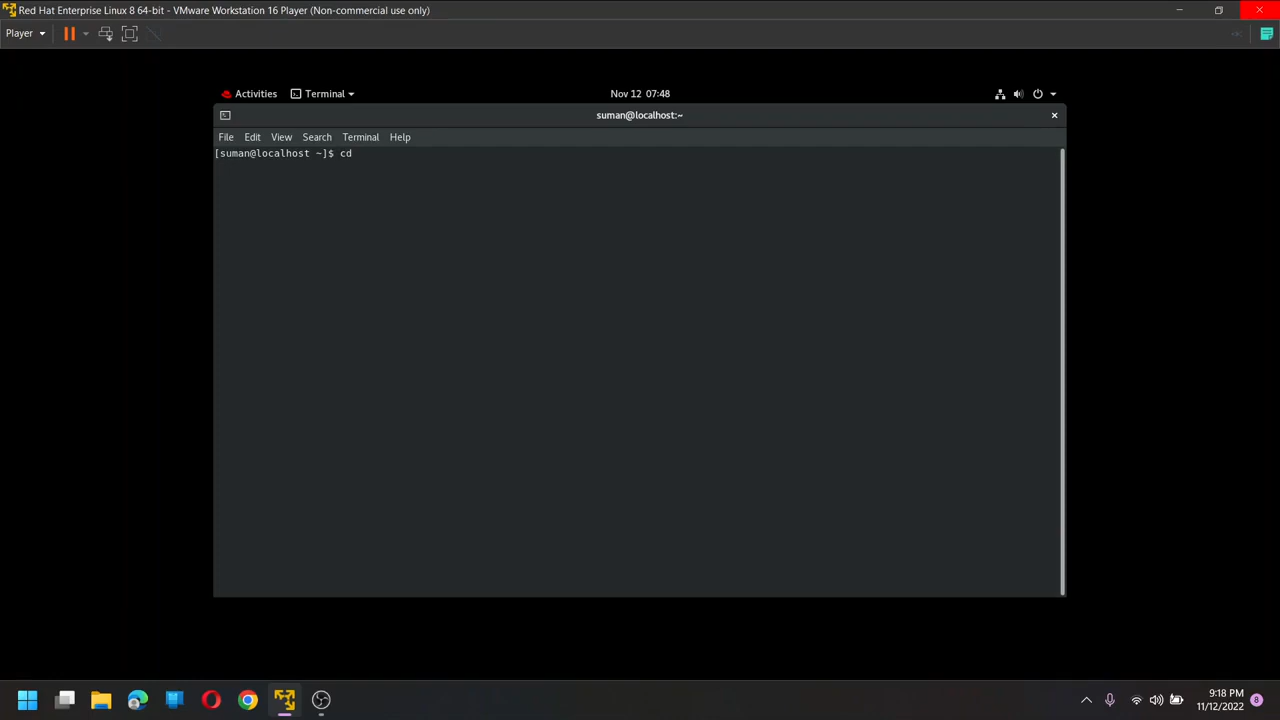 Red Hat Enterprise Linux 8 64-bit - VMware Workstation 16 Player (Non-commercial use only)
Player
Activities Terminal Nov 12 07:48
suman@localhost:~
File Edit View Search Terminal Help
[suman@localhost ~]$ cd
9:18 PM
11/12/2022
8